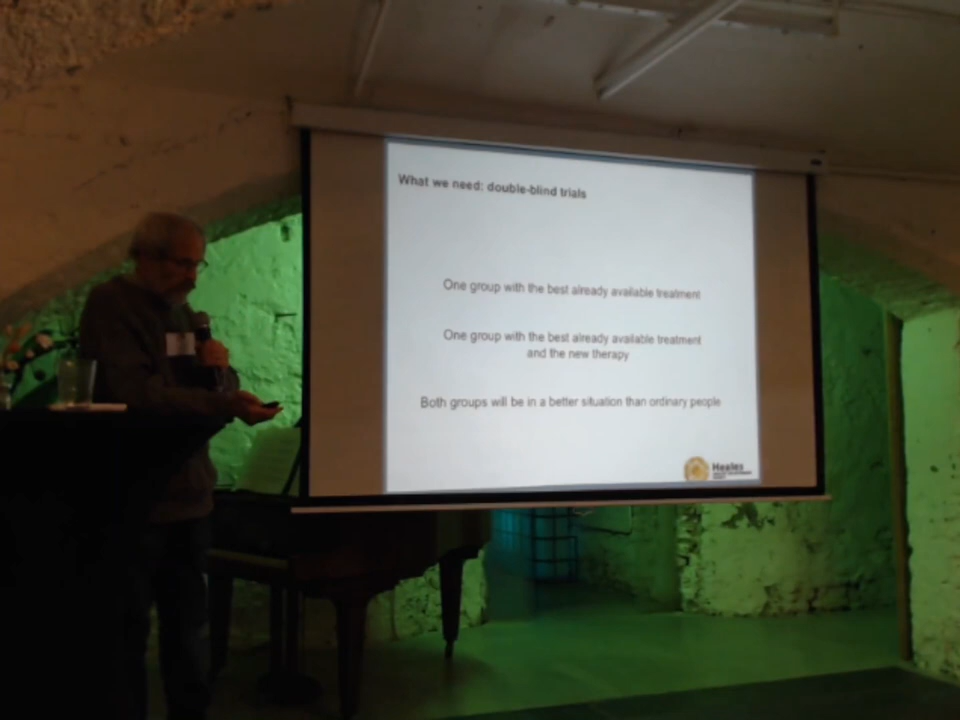 What we need: double-blind trials
One group with the best already available treatment
One group with the best already available treatment
and the new therapy
Both groups will be in a better situation than ordinary people
Heales